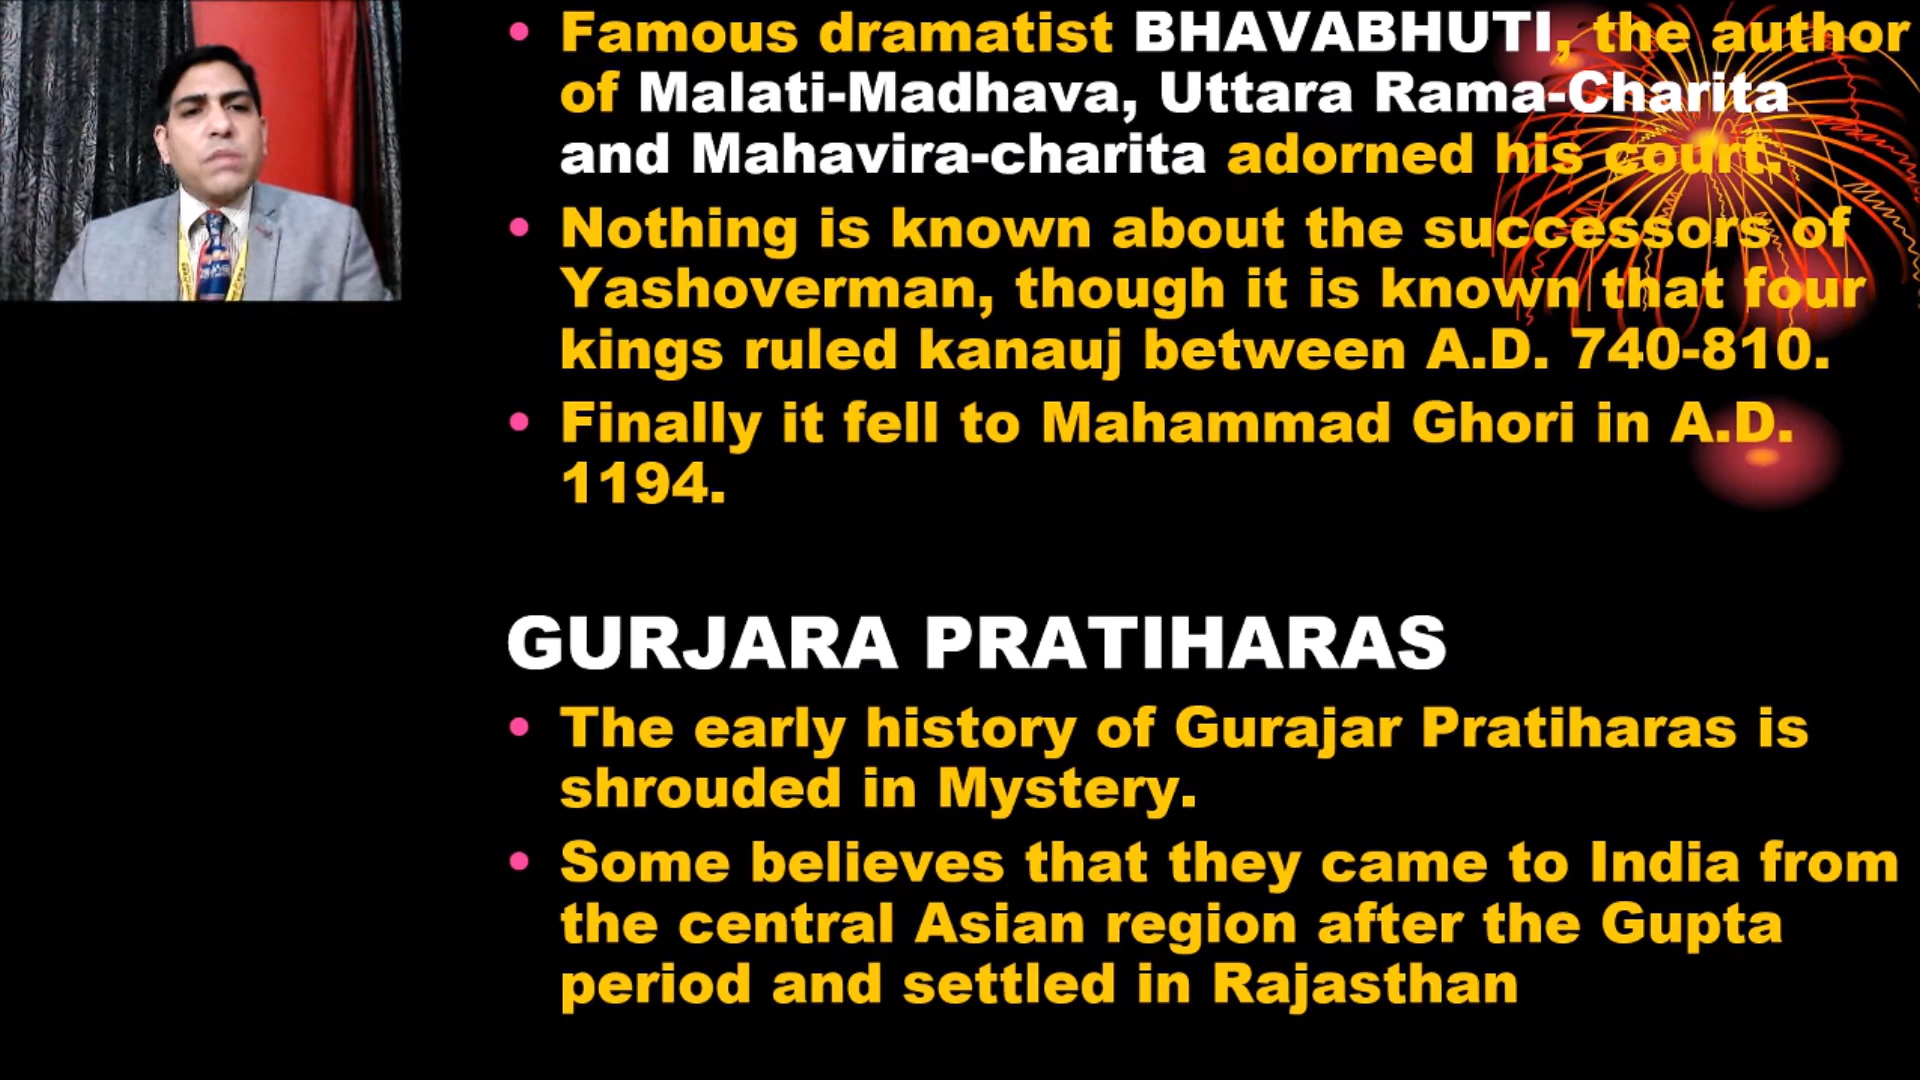 • Famous dramatist BHAVABHUTI, the author
of Malati-Madhava, Uttara Rama-Charita
and Mahavira-charita adorned his court.
• Nothing is known about the successors of
Yashoverman, though it is known that four
kings ruled kanauj between A.D. 740-810.
• Finally it fell to Mahammad Ghori in A.D.
1194.
GURJARA PRATIHARAS
• The early history of Gurajar Pratiharas is
shrouded in Mystery.
• Some believes that they came to India from
the central Asian region after the Gupta
period and settled in Rajasthan